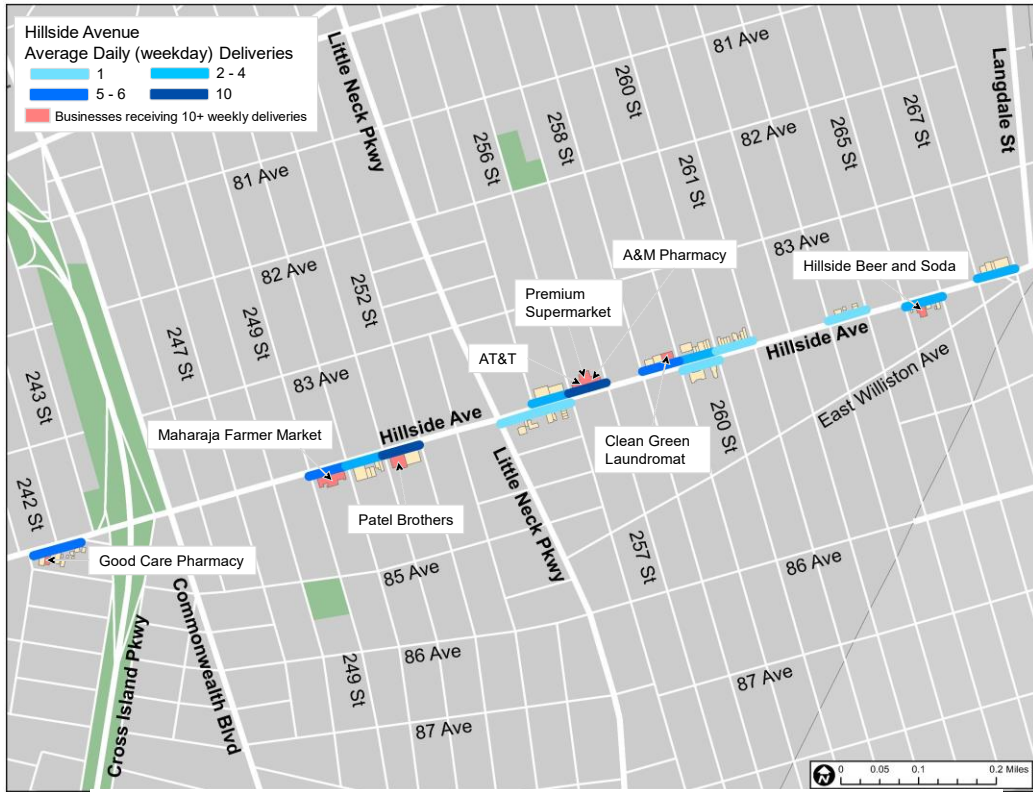 Hillside Avenue
Average Daily (weekday) Deliveries
1
2 - 4
5 - 6
10
Businesses receiving 10+ weekly deliveries
Little Neck Pkwy
81 Ave
260 St
Langdale St
267 St
265 St
258 St
256 St
82 Ave
81 Ave
261 St
83 Ave
A&M Pharmacy
Hillside Beer and Soda
82 Ave
252 St
249 St
247 St
Premium
Supermarket
AT&T
Hillside Ave
East Williston Ave
243 St
83 Ave
Maharaja Farmer Market
Hillside Ave
260 St
Clean Green
Laundromat
Little Neck Pkwy
242 St
Patel Brothers
Good Care Pharmacy
257 St
86 Ave
85 Ave
Commonwealth Blvd
Cross Island Pkwy
86 Ave
249 St
87 Ave
87 Ave
0
0.05
0.1
0.2 Miles
N